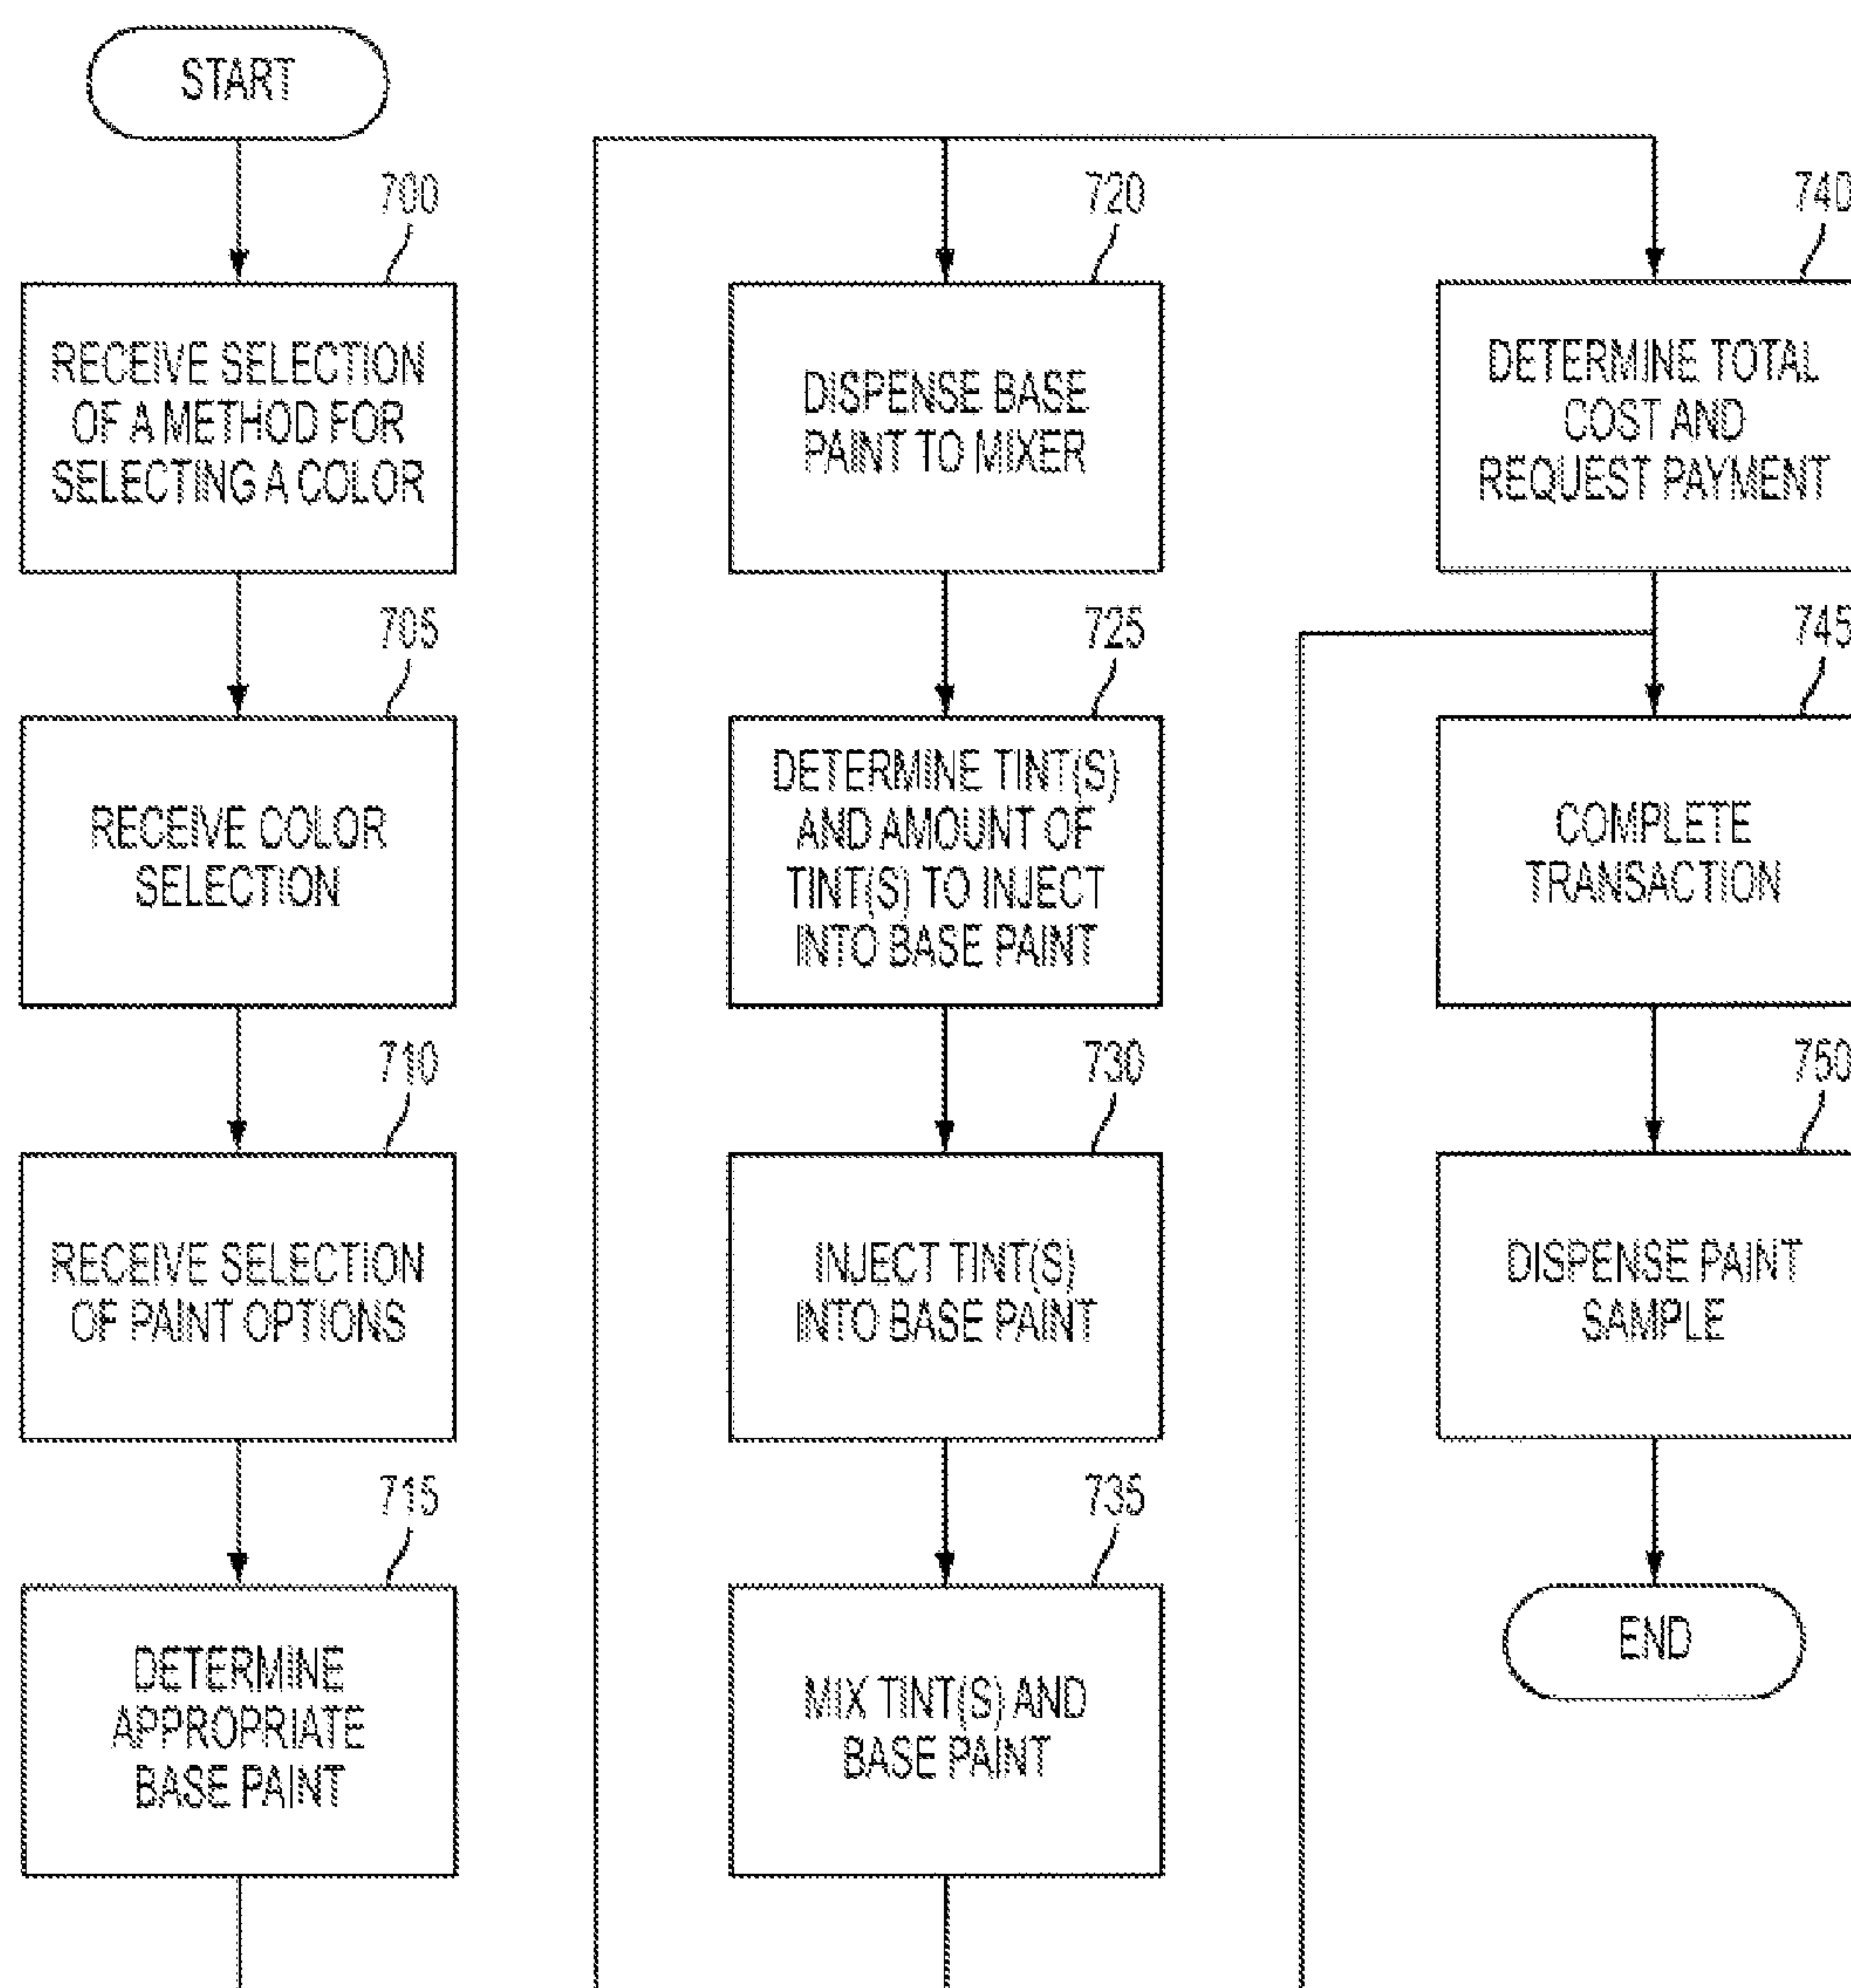 START
700
RECEIVE SELECTION
OF A METHOD FOR
SELECTING A COLOR
705
RECEIVE COLOR
SELECTION
710
RECEIVE SELECTION
OF PAINT OPTIONS
715
DETERMINE
APPROPRIATE
BASE PAINT
720
DISPENSE BASE
PAINT TO MIXER
725
DETERMINE TINT(S)
AND AMOUNT OF
TINT(S) TO INJECT
INTO BASE PAINT
730
INJECT TINT(S)
INTO BASE PAINT
735
MIX TINT(S) AND
BASE PAINT
740
DETERMINE TOTAL
COST AND
REQUEST PAYMENT
745
COMPLETE
TRANSACTION
750
DISPENSE PAINT
SAMPLE
END